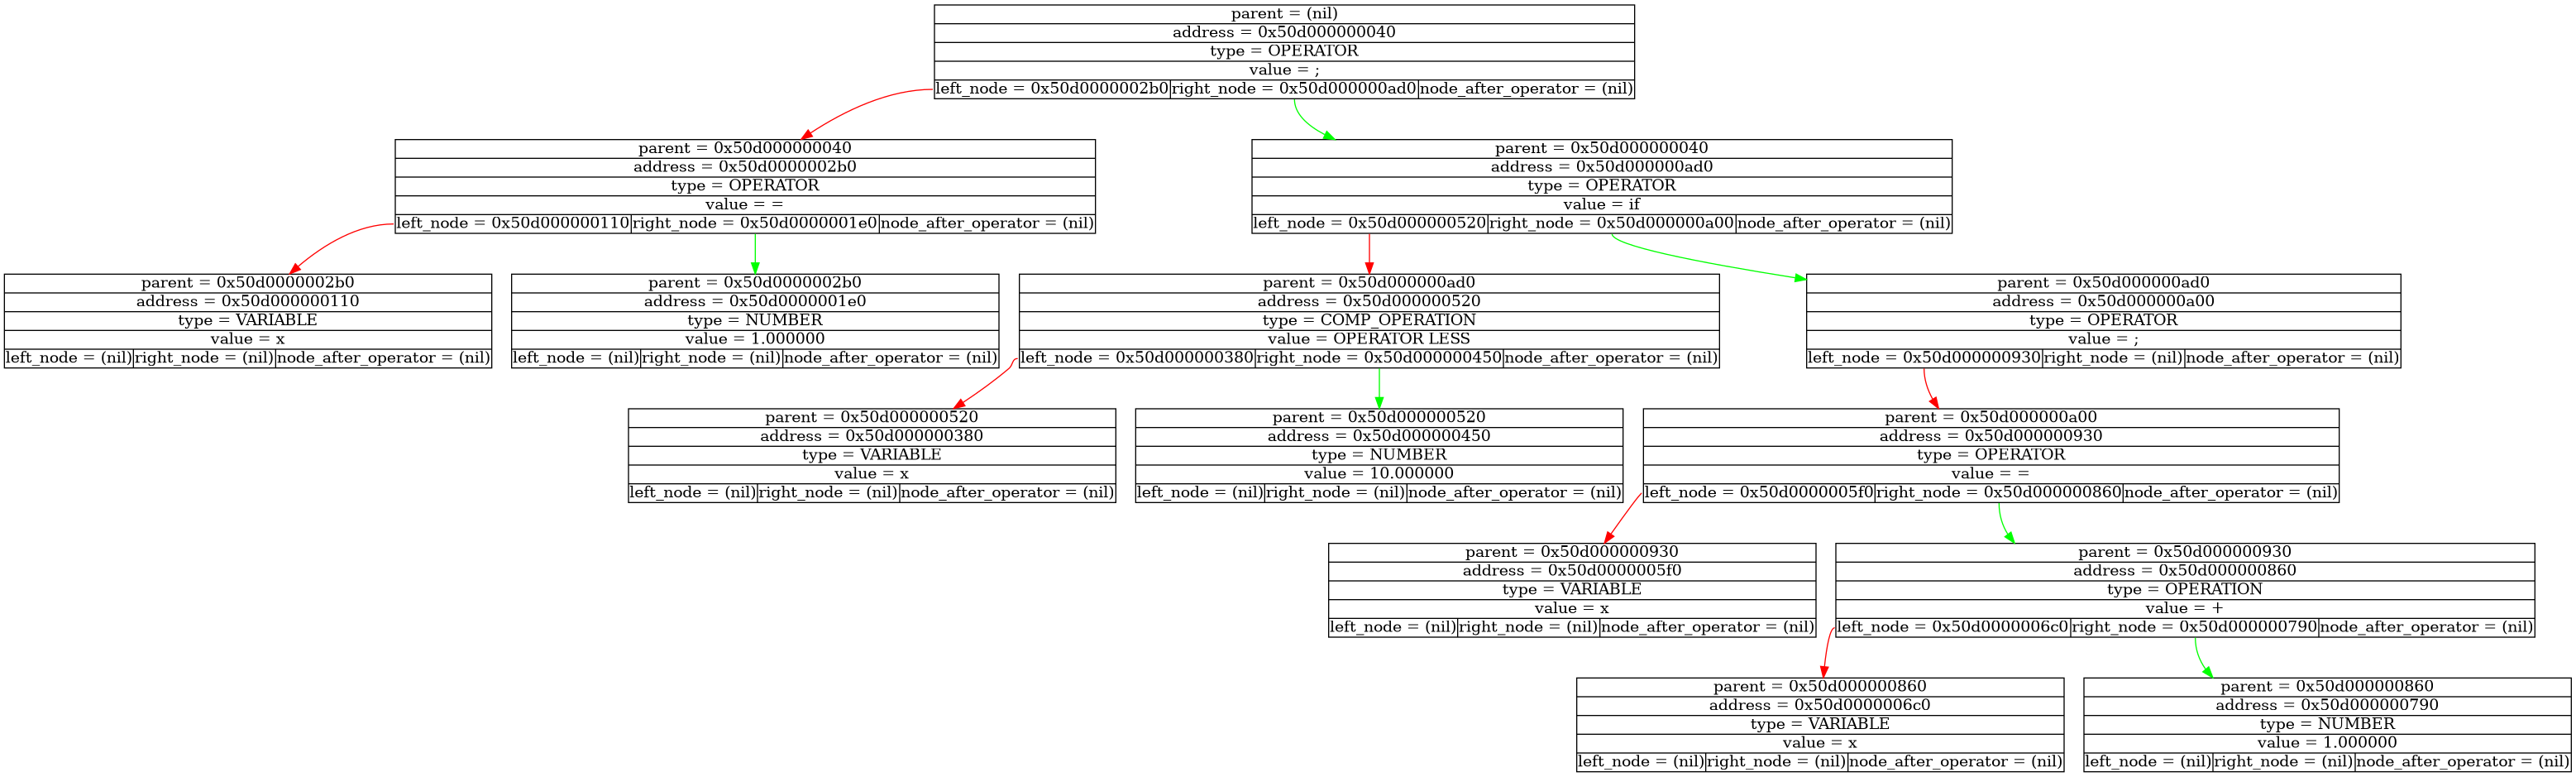 parent = (nil)
address = 0x50d000000040
type = OPERATOR
value = ;
left_node = 0x50d0000002b0 right_node = 0x50d000000ad0 node_after_operator = (nil)
parent = 0x50d000000040
address = 0x50d0000002b0
type = OPERATOR
value = =
left_node = 0x50d000000110 right_node = 0x50d0000001e0 node_after_operator = (nil)
parent = 0x50d000000040
address = 0x50d000000ad0
type = OPERATOR
value = if
left_node = 0x50d000000520 right_node = 0x50d000000a00 node_after_operator = (nil)
parent = 0x50d0000002b0
address = 0x50d000000110
type = VARIABLE
value = x
left_node = (nil) right_node = (nil) node_after_operator = (nil)
parent = 0x50d0000002b0
address = 0x50d0000001e0
type = NUMBER
value = 1.000000
left_node = (nil) right_node = (nil) node_after_operator = (nil)
parent = 0x50d000000ad0
address = 0x50d000000520
type = COMP_OPERATION
value = OPERATOR LESS
left_node = 0x50d000000380 right_node = 0x50d000000450 node_after_operator = (nil)
parent = 0x50d000000ad0
address = 0x50d000000a00
type = OPERATOR
value = ;
left_node = 0x50d000000930 right_node = (nil) node_after_operator = (nil)
parent = 0x50d000000520
address = 0x50d000000380
type = VARIABLE
value = x
left_node = (nil) right_node = (nil) node_after_operator = (nil)
parent = 0x50d000000520
address = 0x50d000000450
type = NUMBER
value = 10.000000
left_node = (nil) right_node = (nil) node_after_operator = (nil)
parent = 0x50d000000a00
address = 0x50d000000930
type = OPERATOR
value = =
left_node = 0x50d0000005f0 right_node = 0x50d000000860 node_after_operator = (nil)
parent = 0x50d000000930
address = 0x50d0000005f0
type = VARIABLE
value = x
left_node = (nil) right_node = (nil) node_after_operator = (nil)
parent = 0x50d000000930
address = 0x50d000000860
type = OPERATION
value = +
left_node = 0x50d0000006c0 right_node = 0x50d000000790 node_after_operator = (nil)
parent = 0x50d000000860
address = 0x50d0000006c0
type = VARIABLE
value = x
left_node = (nil) right_node = (nil) node_after_operator = (nil)
parent = 0x50d000000860
address = 0x50d000000790
type = NUMBER
value = 1.000000
left_node = (nil) right_node = (nil) node_after_operator = (nil)